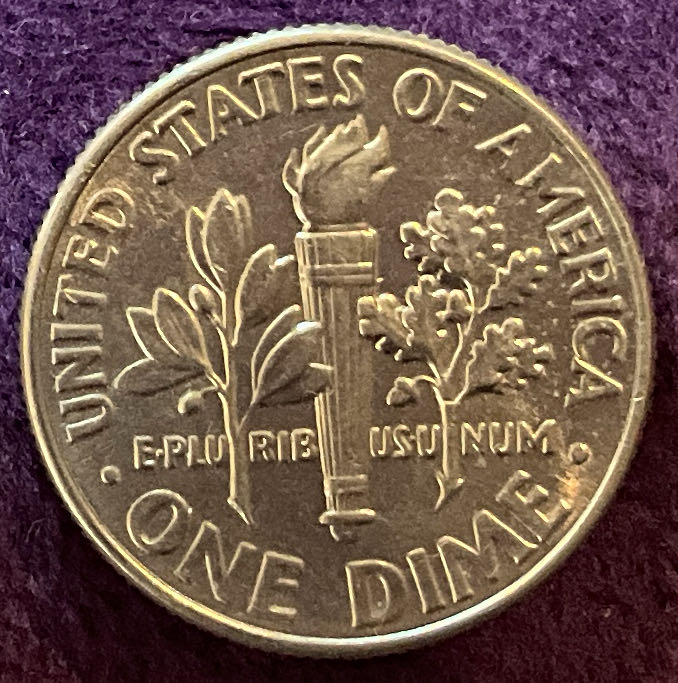 UNITED STATES OF AMERICA
E·PLU RIB US·U NUM
• ONE DIME •